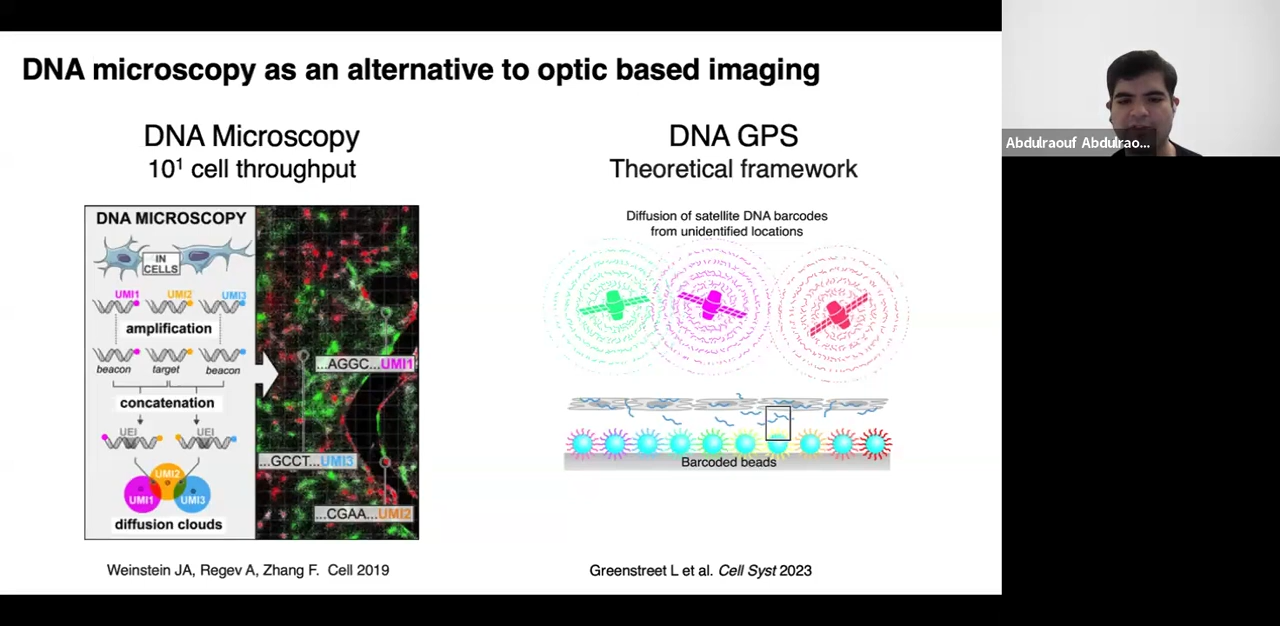 DNA microscopy as an alternative to optic based imaging
DNA Microscopy
10¹ cell throughput
DNA MICROSCOPY
IN
CELLS
UMI1 UMI2 UMI3
amplification
beacon target beacon
concatenation
UEI UEI
UMI2
UMI1 UMI3
diffusion clouds
...AGGC...UMI1
...GCCT...UMI3
...CGAA...UMI2
Weinstein JA, Regev A, Zhang F. Cell 2019
DNA GPS
Theoretical framework
Diffusion of satellite DNA barcodes
from unidentified locations
Barcoded beads
Greenstreet L et al. Cell Syst 2023
Abdulraouf Abdulrao...